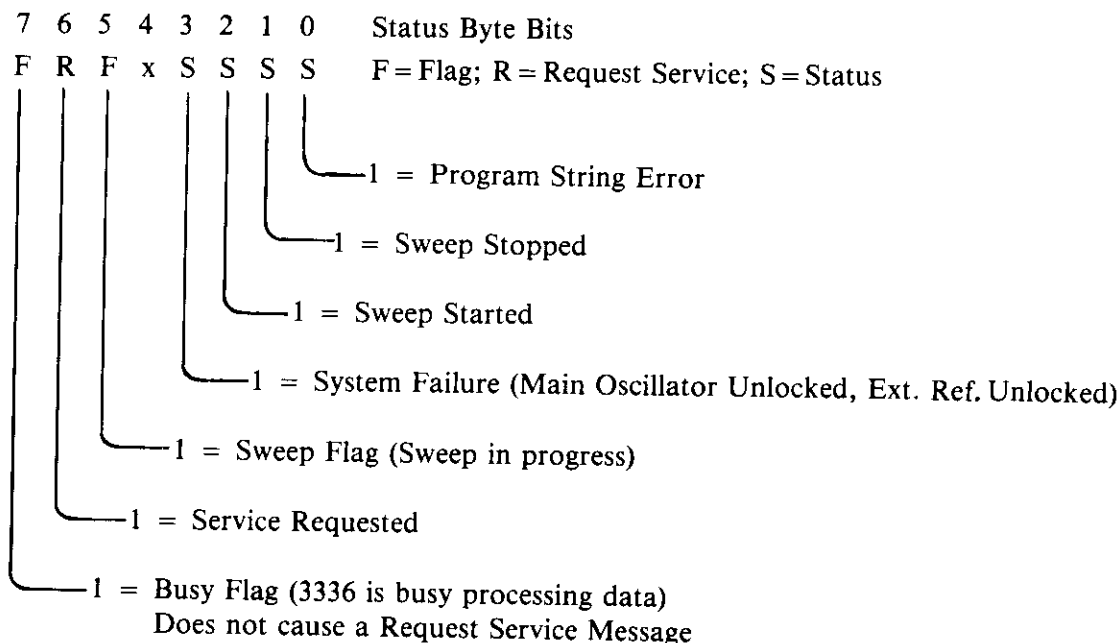 7 6 5 4 3 2 1 0 Status Byte Bits
F R F x S S S S F = Flag; R = Request Service; S = Status
1 = Program String Error
1 = Sweep Stopped
1 = Sweep Started
1 = System Failure (Main Oscillator Unlocked, Ext. Ref. Unlocked)
1 = Sweep Flag (Sweep in progress)
1 = Service Requested
1 = Busy Flag (3336 is busy processing data)
Does not cause a Request Service Message